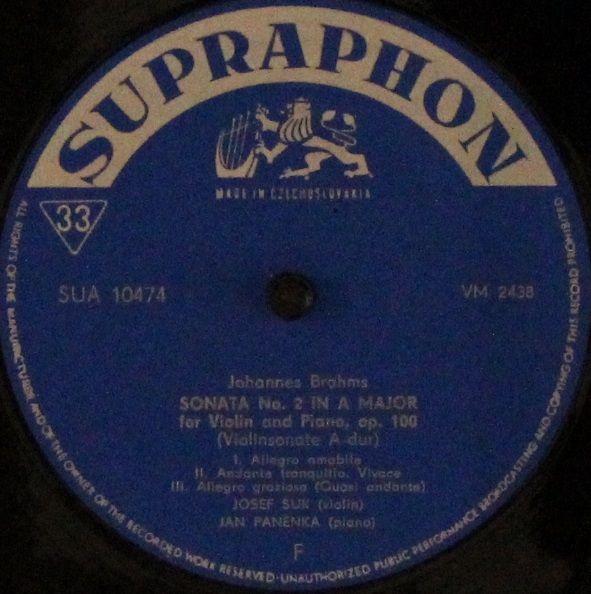 SUPRAPHON
MADE IN CZECHOSLOVAKIA
33
SUA 10474
VM 2438
Johannes Brahms
SONATA No. 2 IN A MAJOR
for Violin and Piano, op. 100
(Violinsonate A-dur)
I. Allegro amabile
II. Andante tranquillo. Vivace
III. Allegro grazioso (Quasi andante)
JOSEF SUK (violin)
JAN PANENKA (piano)
F
ALL RIGHTS OF THE MANUFACTURER AND OF THE OWNER OF THE RECORDED WORK RESERVED·UNAUTHORIZED PUBLIC PERFORMANCE BROADCASTING AND COPYING OF THIS RECORD PROHIBITED